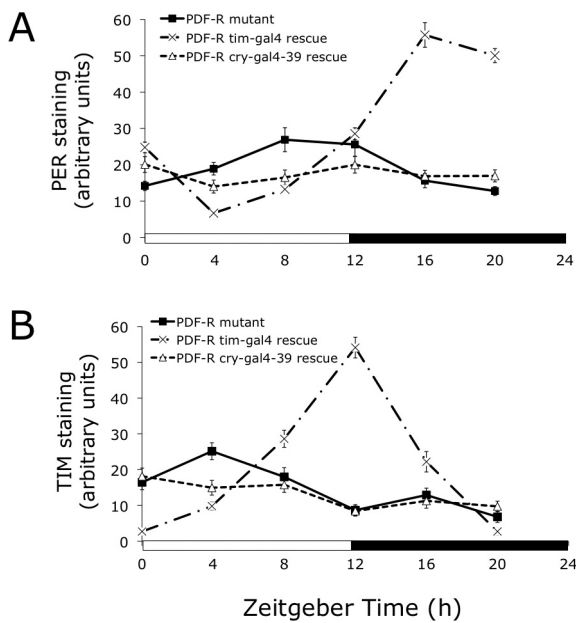 A
PER staining
(arbitrary units)
60
50
40
30
20
10
0
PDF-R mutant
PDF-R tim-gal4 rescue
PDF-R cry-gal4-39 rescue
0 4 8 12 16 20 24
B
TIM staining
(arbitrary units)
60
50
40
30
20
10
0
PDF-R mutant
PDF-R tim-gal4 rescue
PDF-R cry-gal4-39 rescue
0 4 8 12 16 20 24
Zeitgeber Time (h)